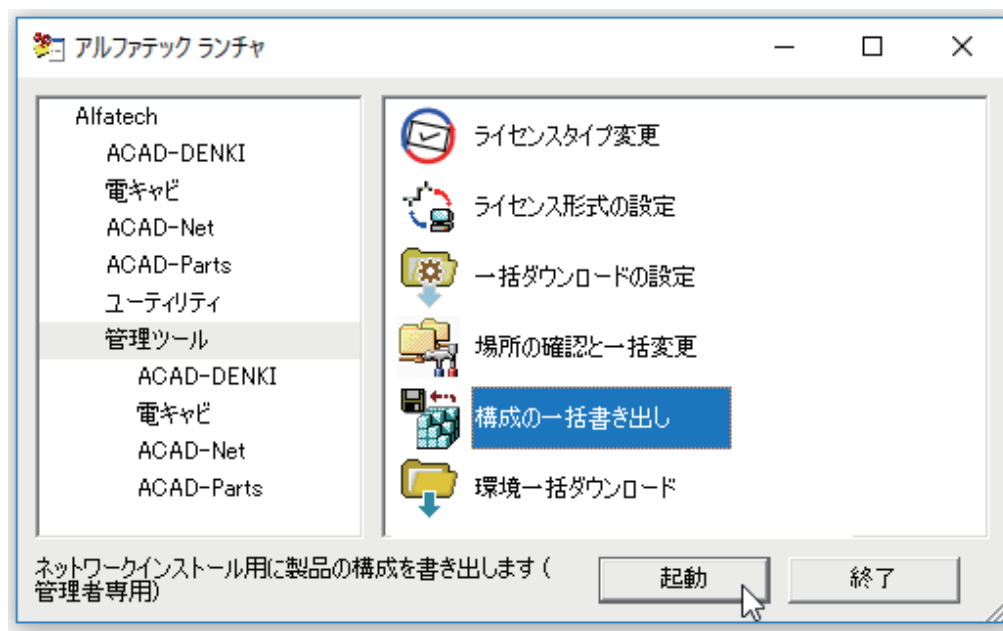 アルファテック ランチャ
Alfatech
ACAD-DENKI
電キャビ
ACAD-Net
ACAD-Parts
ユーティリティ
管理ツール
ACAD-DENKI
電キャビ
ACAD-Net
ACAD-Parts
ライセンスタイプ変更
ライセンス形式の設定
一括ダウンロードの設定
場所の確認と一括変更
構成の一括書き出し
環境一括ダウンロード
ネットワークインストール用に製品の構成を書き出します (
管理者専用)
起動
終了